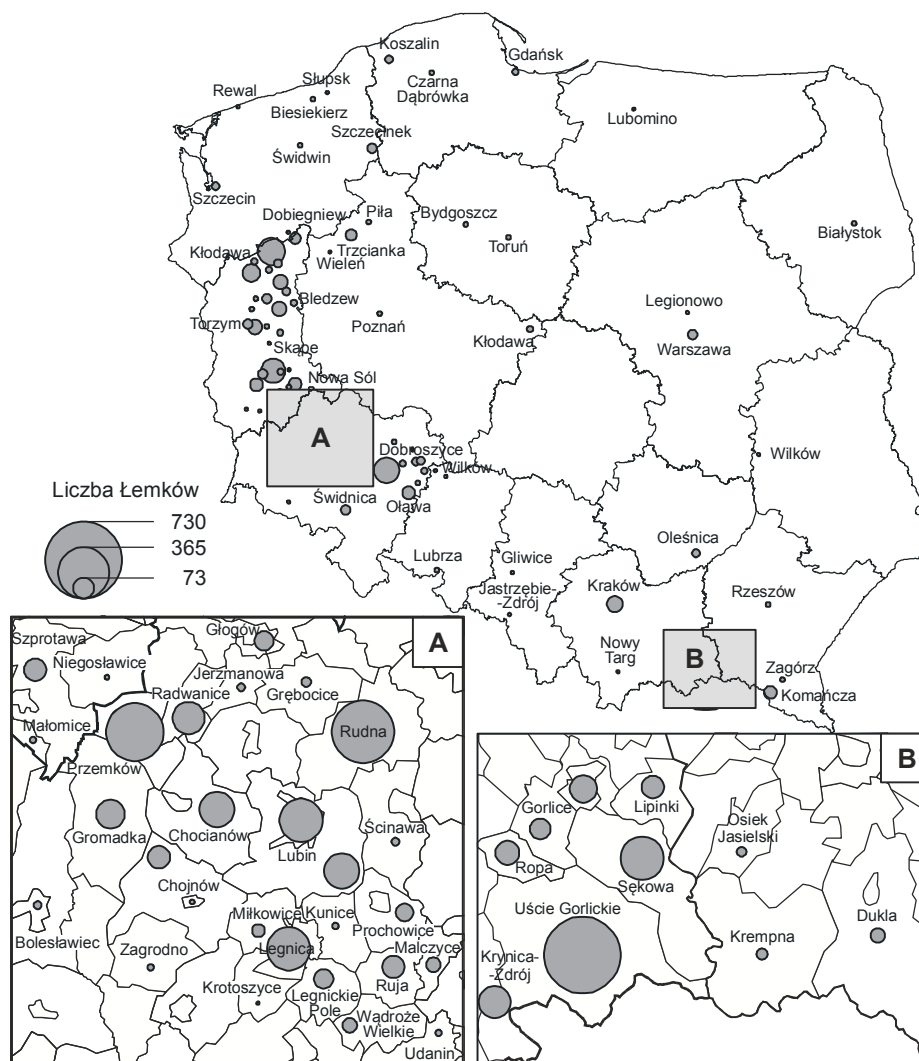 Koszalin
Gdańsk
Słupsk
Czarna
Dąbrówka
Rewal
Biesiekierz
Lubomino
Szczecinek
Świdwin
Szczecin
Dobiegniew
Piła
Bydgoszcz
Białystok
Kłodawa
Trzcianka
Toruń
Wieleń
Bledzew
Legionowo
Torzym
Poznań
Kłodawa
Warszawa
Skąpe
Nowa Sól
A
Dobroszyce
Wilków
Wilków
Liczba Łemków
730
365
73
Świdnica
Oława
Oleśnica
Lubrza
Gliwice
Jastrzębie-
-Zdrój
Kraków
Rzeszów
Nowy
Targ
B
Zagórz
Komańcza
A
Szprotawa
Głogów
Niegosławice
Jerzmanowa
Radwanice
Grębocice
Małomice
Rudna
Przemków
Gromadka
Chocianów
Lubin
Ścinawa
Chojnów
Miłkowice
Kunice
Prochowice
Bolesławiec
Zagrodno
Legnica
Malczyce
Krotoszyce
Legnickie
Pole
Ruja
Wądroże
Wielkie
Udanin
B
Gorlice
Lipinki
Osiek
Jasielski
Ropa
Sękowa
Uście Gorlickie
Dukla
Krynica-
-Zdrój
Krempna